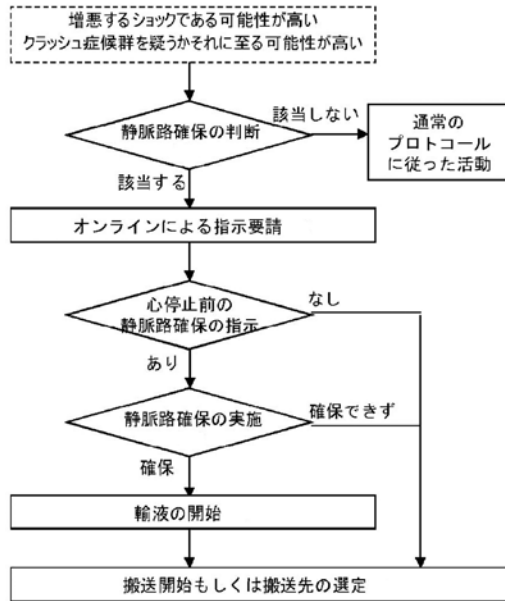 増悪するショックである可能性が高い
クラッシュ症候群を疑うかそれに至る可能性が高い
静脈路確保の判断
該当しない
通常の
プロトコール
に従った活動
該当する
オンラインによる指示要請
心停止前の
静脈路確保の指示
なし
あり
静脈路確保の実施
確保できず
確保
輸液の開始
搬送開始もしくは搬送先の選定